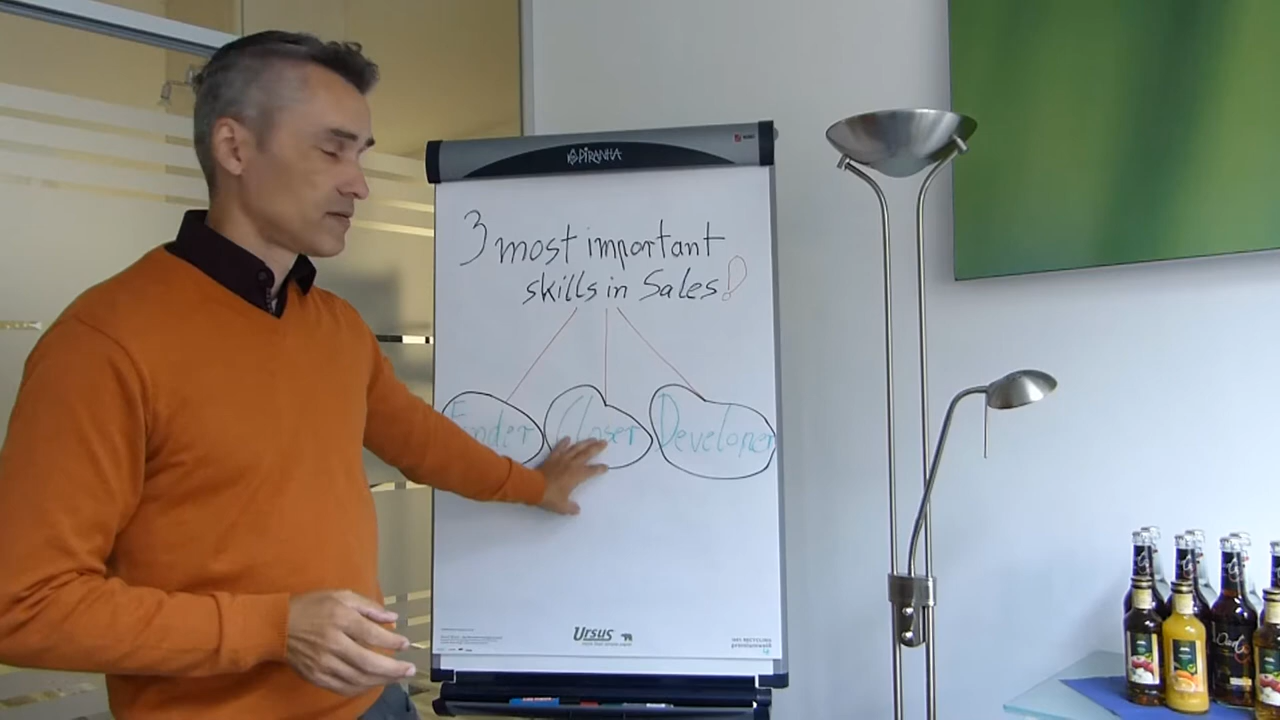 PiRANHA
3 most important
skills in Sales!
Finder Closer Developer
Ursus